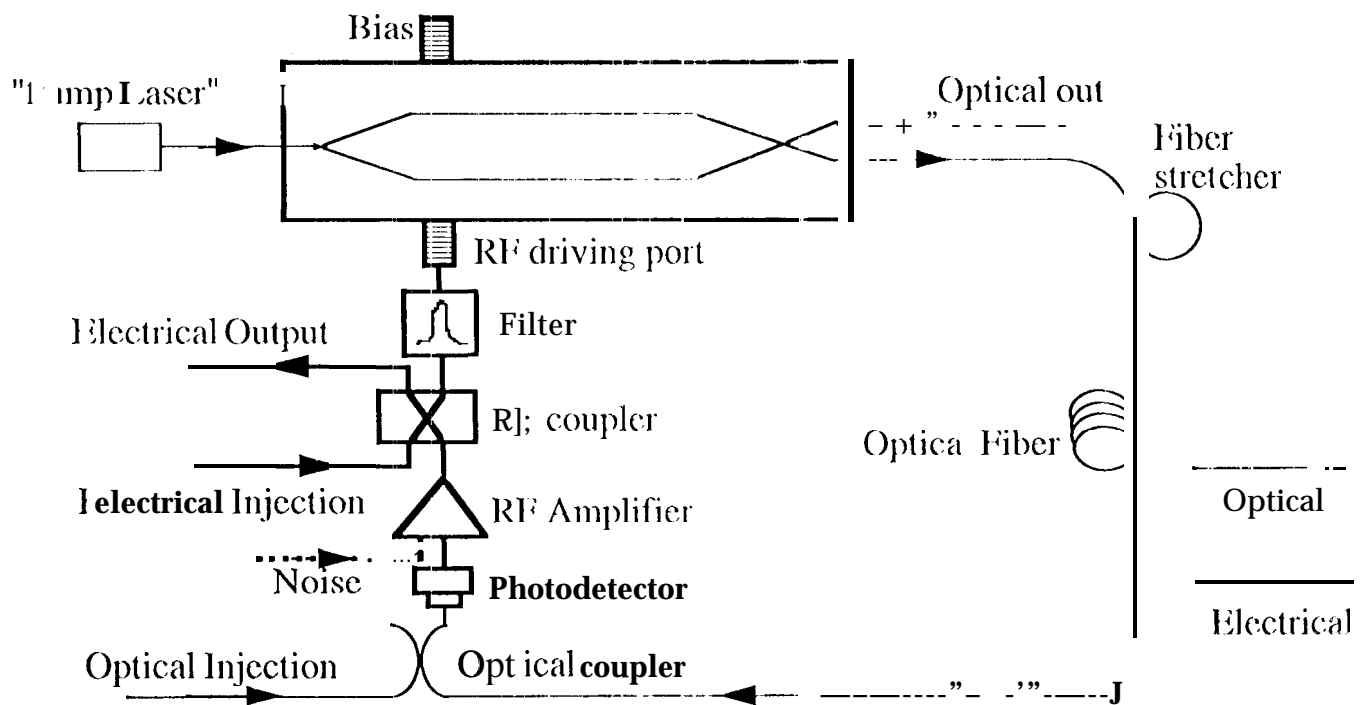 Bias
"Pump Laser"
Optical out
Fiber
stretcher
RF driving port
Electrical Output
Filter
R]; coupler
Optica Fiber
Optical
Electrical Injection
RF Amplifier
Noise
Photodetector
Electrical
Optical Injection
Optical coupler